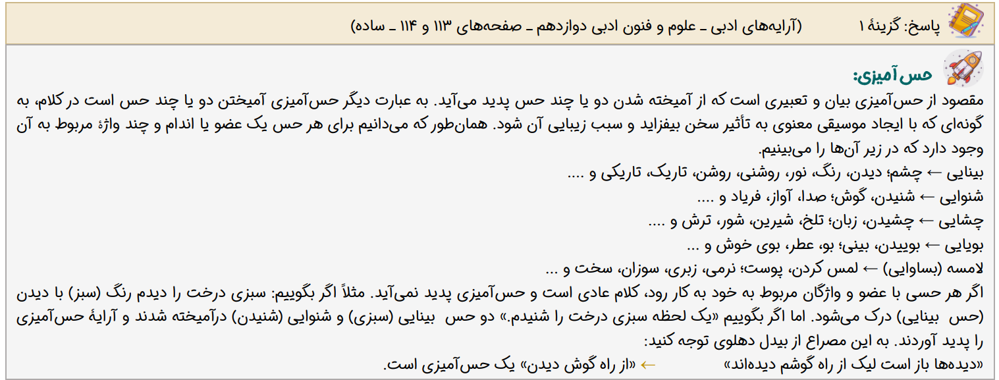 پاسخ: گزینهٔ ۱ (آرایه‌های ادبی ـ علوم و فنون ادبی دوازدهم ـ صفحه‌های ۱۱۳ و ۱۱۴ ـ ساده)
حس آمیزی:
مقصود از حس‌آمیزی بیان و تعبیری است که از آمیخته شدن دو یا چند حس پدید می‌آید. به عبارت دیگر حس‌آمیزی آمیختن دو یا چند حس است در کلام، به
گونه‌ای که با ایجاد موسیقی معنوی به تأثیر سخن بیفزاید و سبب زیبایی آن شود. همان‌طور که می‌دانیم برای هر حس یک عضو یا اندام و چند واژهٔ مربوط به آن
وجود دارد که در زیر آن‌ها را می‌بینیم.
بینایی ← چشم؛ دیدن، رنگ، نور، روشنی، روشن، تاریک، تاریکی و ....
شنوایی ← شنیدن، گوش؛ صدا، آواز، فریاد و ....
چشایی ← چشیدن، زبان؛ تلخ، شیرین، شور، ترش و ....
بویایی ← بوییدن، بینی؛ بو، عطر، بوی خوش و ...
لامسه (بساوایی) ← لمس کردن، پوست؛ نرمی، زبری، سوزان، سخت و ...
اگر هر حسی با عضو و واژگان مربوط به خود به کار رود، کلام عادی است و حس‌آمیزی پدید نمی‌آید. مثلاً اگر بگوییم: سبزی درخت را دیدم رنگ (سبز) با دیدن
(حس بینایی) درک می‌شود. اما اگر بگوییم «یک لحظه سبزی درخت را شنیدم.» دو حس بینایی (سبزی) و شنوایی (شنیدن) درآمیخته شدند و آرایهٔ حس‌آمیزی
را پدید آوردند. به این مصراع از بیدل دهلوی توجه کنید:
«دیده‌ها باز است لیک از راه گوشم دیده‌اند» ← «از راه گوش دیدن» یک حس‌آمیزی است.